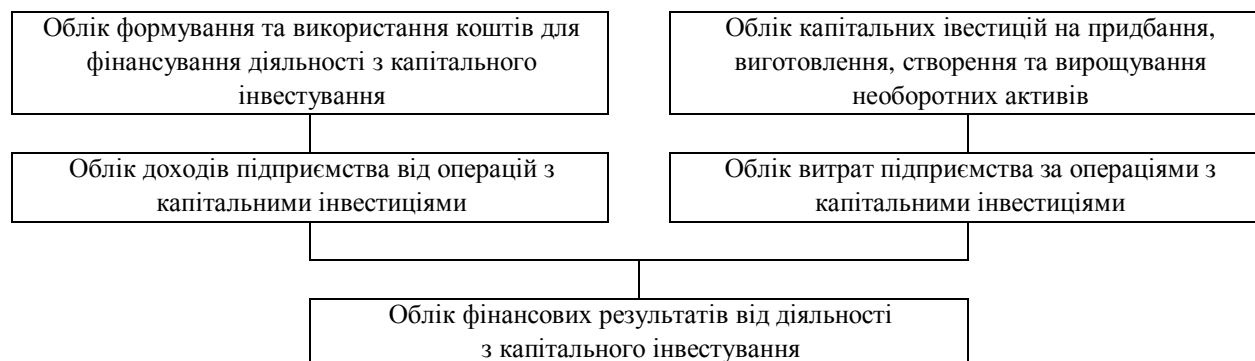 Облік формування та використання коштів для
фінансування діяльності з капітального
інвестування
Облік капітальних івестицій на придбання,
виготовлення, створення та вирощування
необоротних активів
Облік доходів підприємства від операцій з
капітальними інвестиціями
Облік витрат підприємства за операціями з
капітальними інвестиціями
Облік фінансових результатів від діяльності
з капітального інвестування